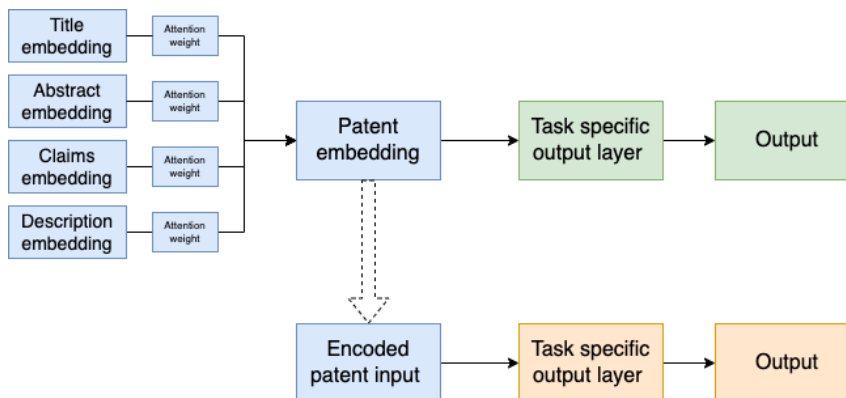 Title
embedding
Attention
weight
Abstract
embedding
Attention
weight
Claims
embedding
Attention
weight
Description
embedding
Attention
weight
Patent
embedding
Task specific
output layer
Output
Encoded
patent input
Task specific
output layer
Output